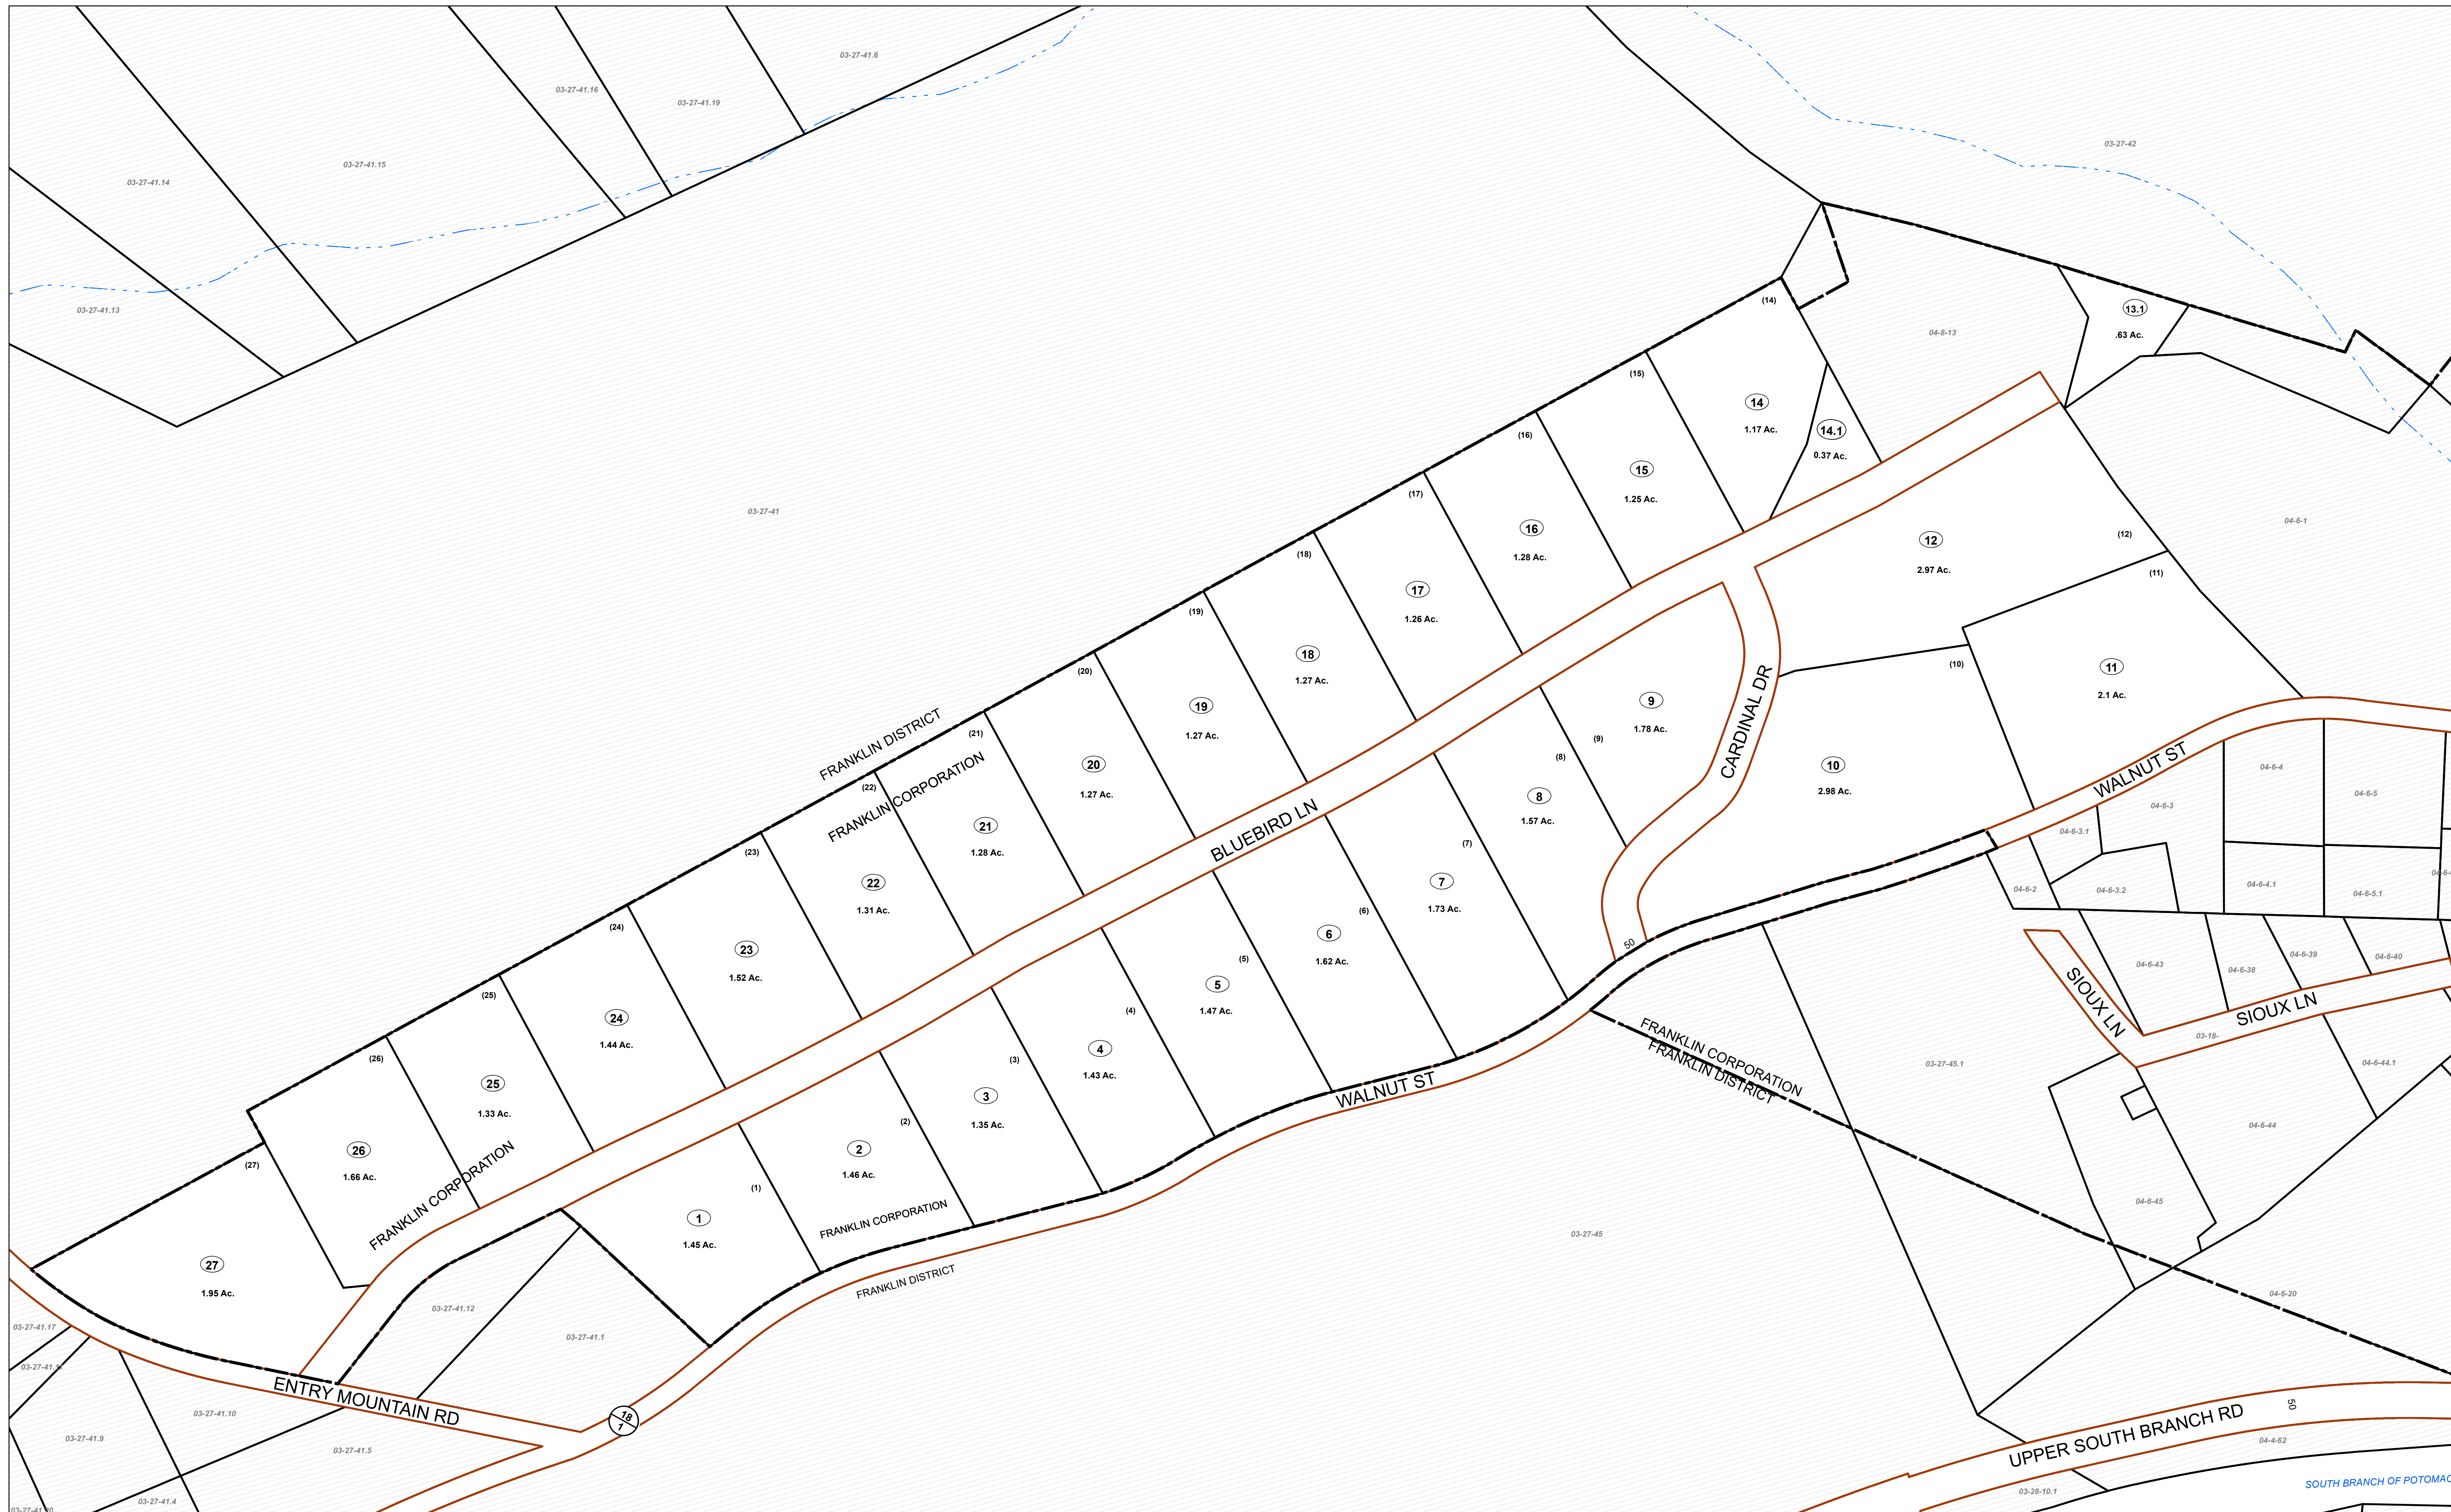 03-27-41.6
03-27-41.16
03-27-41.19
03-27-42
03-27-41.15
03-27-41.14
(14)
13.1
.63 Ac.
03-27-41.13
04-8-13
(15)
14
1.17 Ac.
14.1
0.37 Ac.
(16)
15
1.25 Ac.
(17)
03-27-41
04-6-1
16
1.28 Ac.
12
2.97 Ac.
(12)
(18)
(11)
17
1.26 Ac.
(19)
18
1.27 Ac.
(10)
11
2.1 Ac.
(20)
19
1.27 Ac.
9
1.78 Ac.
CARDINAL DR
(21)
FRANKLIN DISTRICT
FRANKLIN CORPORATION
(9)
(8)
20
1.27 Ac.
10
2.98 Ac.
WALNUT ST
04-6-4
04-6-5
(22)
8
1.57 Ac.
04-6-3
21
1.28 Ac.
BLUEBIRD LN
04-6-3.1
(23)
(7)
22
1.31 Ac.
7
1.73 Ac.
04-6-2
04-6-3.2
04-6-4.1
04-6-5.1
(24)
(6)
23
1.52 Ac.
6
1.62 Ac.
50
04-6-43
04-6-38
04-6-39
04-6-40
(25)
(5)
5
1.47 Ac.
SIOUX LN
SIOUX LN
24
1.44 Ac.
(4)
03-18-
(26)
(3)
4
1.43 Ac.
FRANKLIN CORPORATION
FRANKLIN DISTRICT
03-27-45.1
04-6-44.1
25
1.33 Ac.
3
1.35 Ac.
WALNUT ST
04-6-44
(2)
26
1.66 Ac.
2
1.46 Ac.
(27)
FRANKLIN CORPORATION
(1)
04-6-45
1
1.45 Ac.
FRANKLIN CORPORATION
03-27-45
27
1.95 Ac.
FRANKLIN DISTRICT
04-6-20
03-27-41.12
03-27-41.17
03-27-41.1
ENTRY MOUNTAIN RD
03-27-41.10
18
1
50
UPPER SOUTH BRANCH RD
03-27-41.9
03-27-41.5
04-4-62
SOUTH BRANCH OF POTOMAC
03-28-10.1
03-27-41.4
03-27-41.20